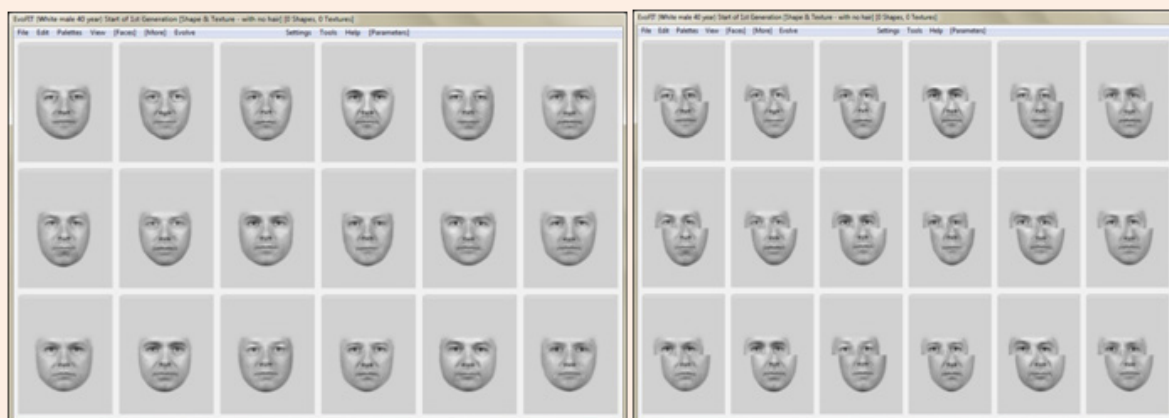 EvoFIT [White male 40 year] Start of 1st Generation [Shape & Texture - with no hair] [0 Shapes, 0 Textures]
File Edit Palettes View [Faces] [More] Evolve Settings Tools Help [Parameters]
EvoFIT [White male 40 year] Start of 1st Generation [Shape & Texture - with no hair] [0 Shapes, 0 Textures]
File Edit Palettes View [Faces] [More] Evolve Settings Tools Help [Parameters]